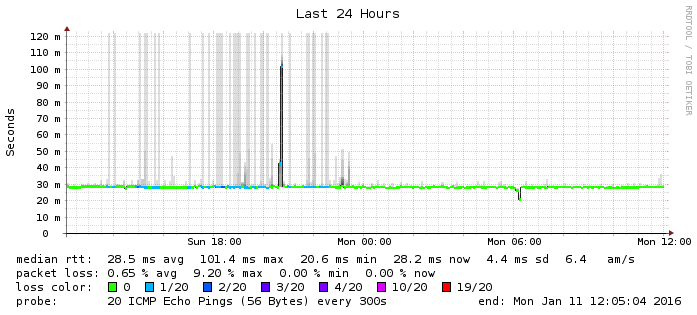 Last 24 Hours
RRDTOOL / TOBI OETIKER
Seconds
120 m
110 m
100 m
90 m
80 m
70 m
60 m
50 m
40 m
30 m
20 m
10 m
0
Sun 18:00 Mon 00:00 Mon 06:00 Mon 12:00
median rtt: 28.5 ms avg 101.4 ms max 20.6 ms min 28.2 ms now 4.4 ms sd 6.4 am/s
packet loss: 0.65 % avg 9.20 % max 0.00 % min 0.00 % now
loss color: 0 1/20 2/20 3/20 4/20 10/20 19/20
probe: 20 ICMP Echo Pings (56 Bytes) every 300s end: Mon Jan 11 12:05:04 2016